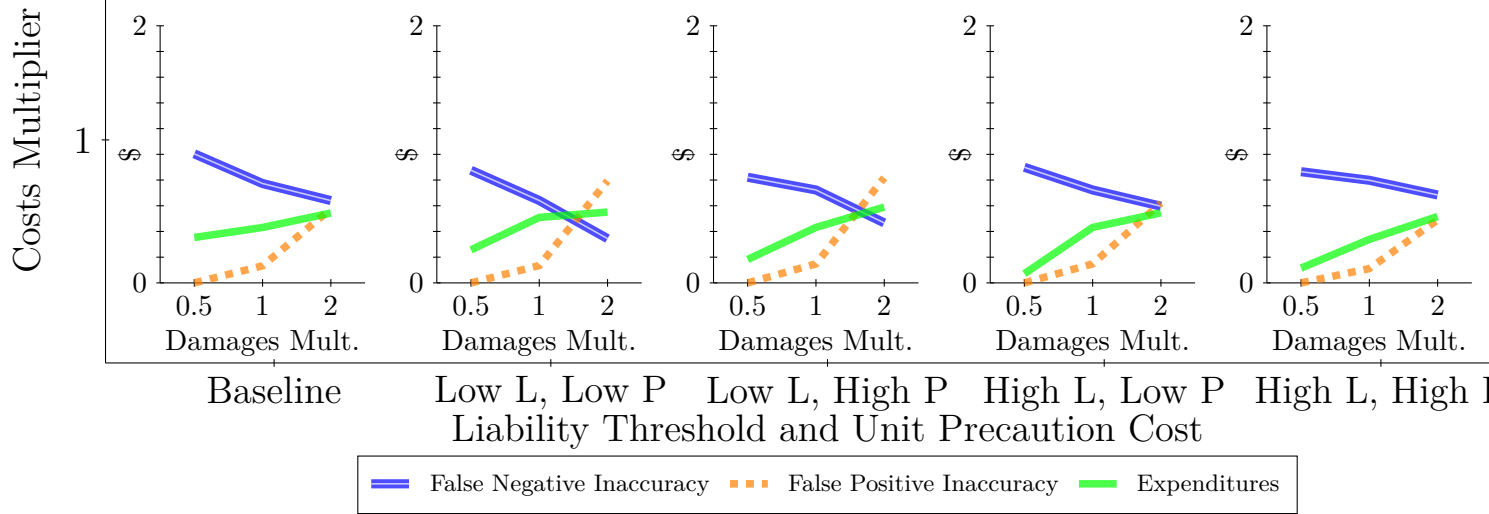 Costs Multiplier
1
2
$
0
0.5 1 2
Damages Mult.
2
$
0
0.5 1 2
Damages Mult.
2
$
0
0.5 1 2
Damages Mult.
2
$
0
0.5 1 2
Damages Mult.
2
$
0
0.5 1 2
Damages Mult.
Baseline
Low L, Low P
Low L, High P
High L, Low P
High L, High
Liability Threshold and Unit Precaution Cost
False Negative Inaccuracy False Positive Inaccuracy Expenditures